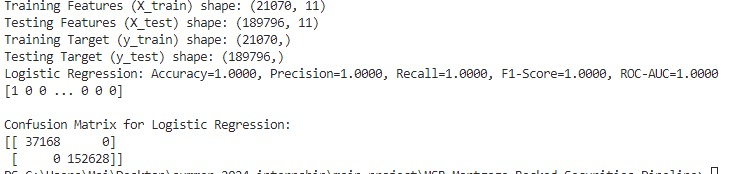 Training Features (X_train) shape: (21070, 11)
Testing Features (X_test) shape: (189796, 11)
Training Target (y_train) shape: (21070,)
Testing Target (y_test) shape: (189796,)
Logistic Regression: Accuracy=1.0000, Precision=1.0000, Recall=1.0000, F1-Score=1.0000, ROC-AUC=1.0000
[1 0 0 ... 0 0 0]
Confusion Matrix for Logistic Regression:
[[ 37168      0]
 [     0 152628]]